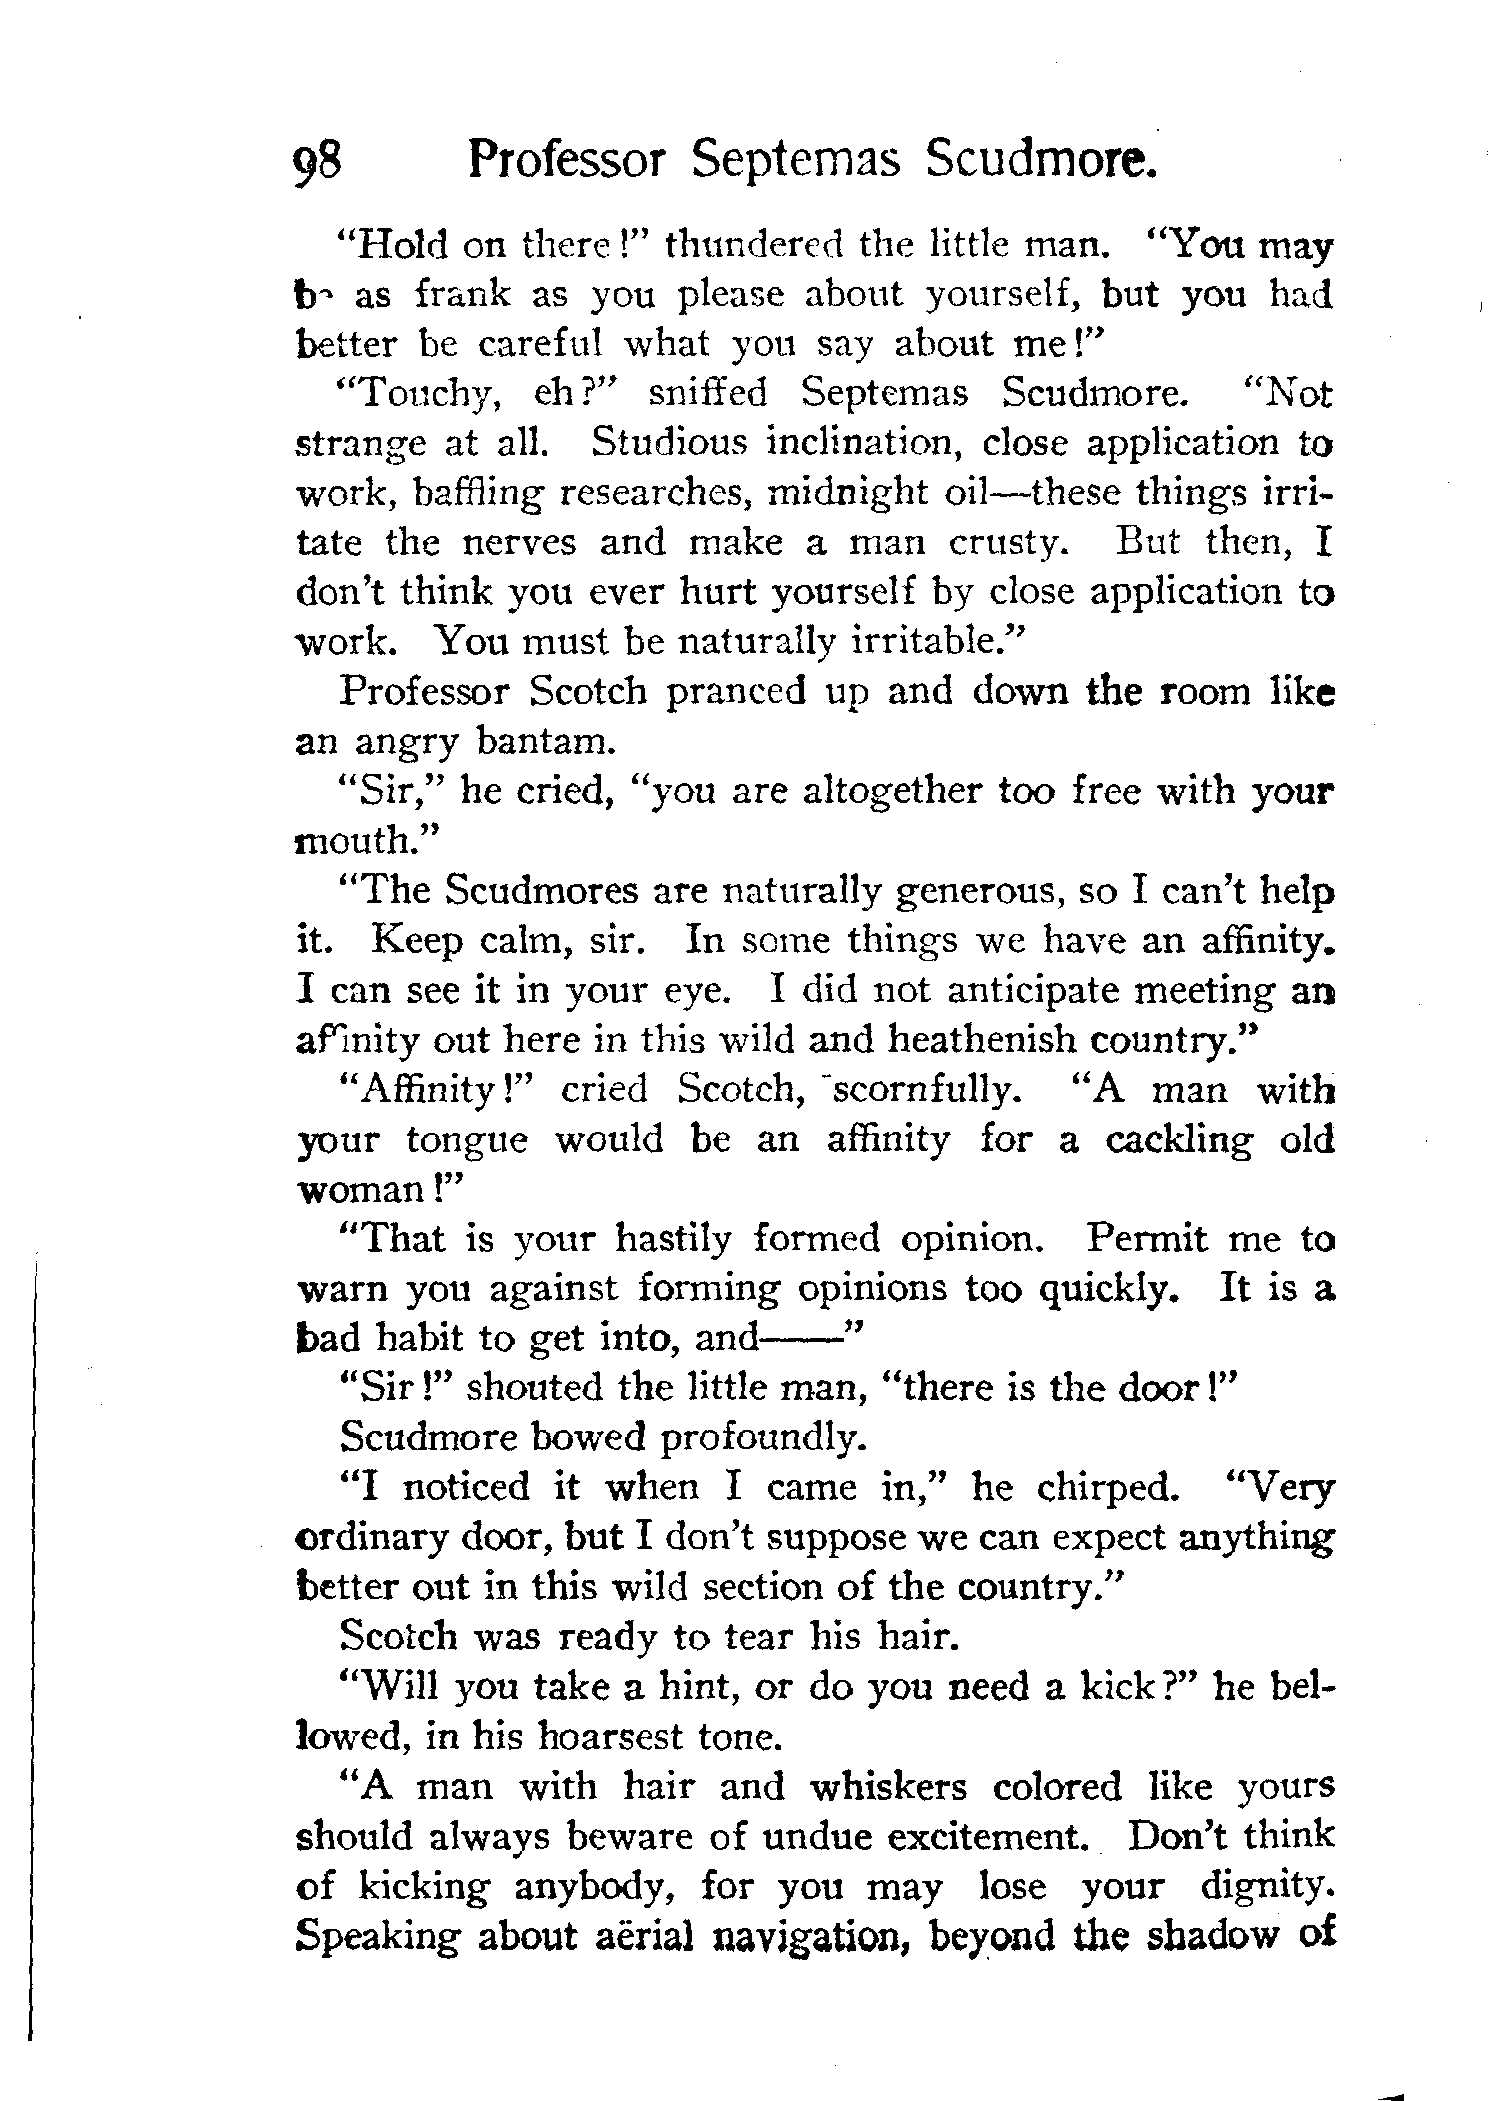 98 Professor Septemas Scudmore.
“Hold on there!” thundered the little man. “You may
be as frank as you please about yourself, but you had
better be careful what you say about me!”
“Touchy, eh?” sniffed Septemas Scudmore. “Not
strange at all. Studious inclination, close application to
work, baffling researches, midnight oil—these things irri-
tate the nerves and make a man crusty. But then, I
don’t think you ever hurt yourself by close application to
work. You must be naturally irritable.”
Professor Scotch pranced up and down the room like
an angry bantam.
“Sir,” he cried, “you are altogether too free with your
mouth.”
“The Scudmores are naturally generous, so I can’t help
it. Keep calm, sir. In some things we have an affinity.
I can see it in your eye. I did not anticipate meeting an
affinity out here in this wild and heathenish country.”
“Affinity!” cried Scotch, scornfully. “A man with
your tongue would be an affinity for a cackling old
woman!”
“That is your hastily formed opinion. Permit me to
warn you against forming opinions too quickly. It is a
bad habit to get into, and——”
“Sir!” shouted the little man, “there is the door!”
Scudmore bowed profoundly.
“I noticed it when I came in,” he chirped. “Very
ordinary door, but I don’t suppose we can expect anything
better out in this wild section of the country.”
Scotch was ready to tear his hair.
“Will you take a hint, or do you need a kick?” he bel-
lowed, in his hoarsest tone.
“A man with hair and whiskers colored like yours
should always beware of undue excitement. Don’t think
of kicking anybody, for you may lose your dignity.
Speaking about aërial navigation, beyond the shadow of